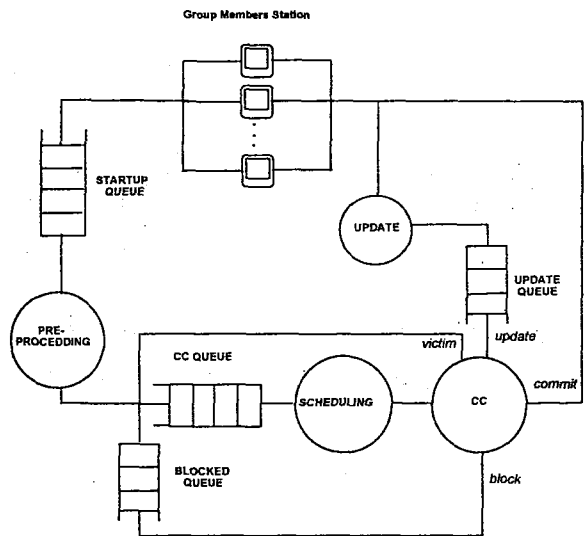 Group Members Station
STARTUP
QUEUE
UPDATE
UPDATE
QUEUE
PRE-
PROCEDDING
CC QUEUE
victim
update
commit
SCHEDULING
CC
BLOCKED
QUEUE
block